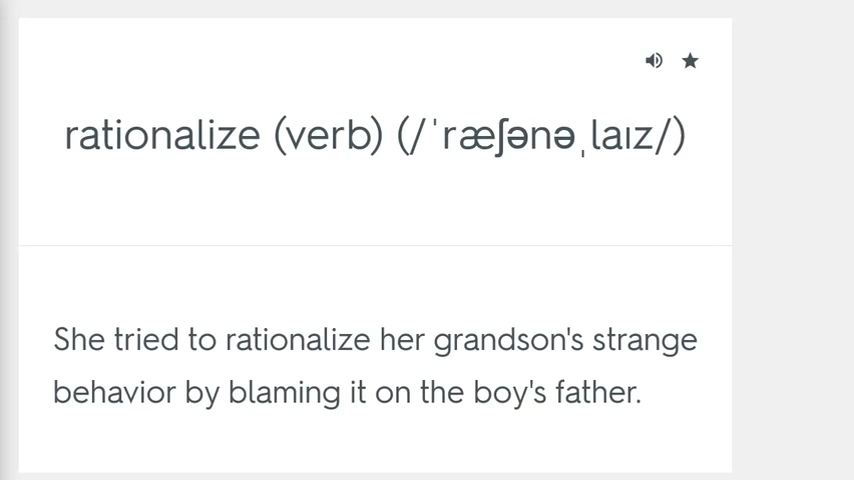 rationalize (verb) (/ˈræʃənəˌlaɪz/)
She tried to rationalize her grandson's strange
behavior by blaming it on the boy's father.